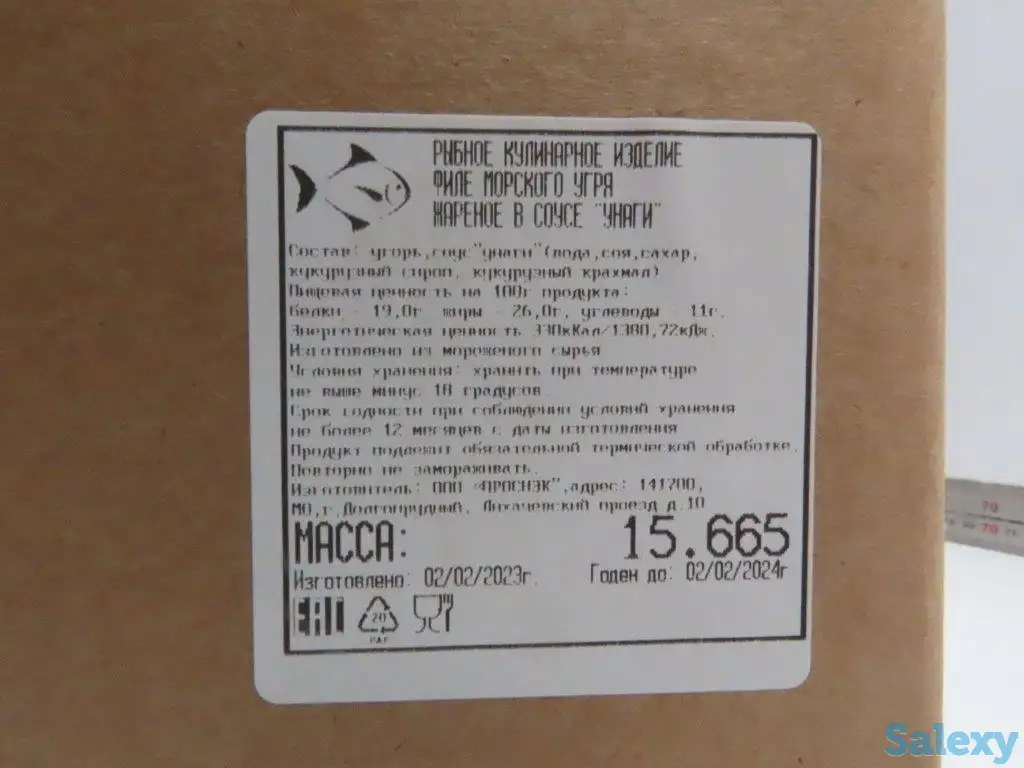 РЫБНОЕ КУЛИНАРНОЕ ИЗДЕЛИЕ
ФИЛЕ МОРСКОГО УГРЯ
ЖАРЕНОЕ В СОУСЕ "УНАГИ"
Состав: угорь,соус"унаги"(вода,соя,сахар,
кукурузный сироп, кукурузный крахмал)
Пищевая ценность на 100г продукта:
белки - 19,0г жиры - 26,0г, углеводы - 11г.
Энергетическая ценность 330кКал/1380,72кДж.
Изготовлено из мороженого сырья
Условия хранения: хранить при температуре
не выше минус 18 градусов
Срок годности при соблюдении условий хранения
не более 12 месяцев с даты изготовления
Продукт подлежит обязательной термической обработке.
Повторно не замораживать.
Изготовитель: ООО «ПРОСНЭК",адрес: 141700,
МО,г.Долгопрудный, Лихачевский проезд д.10
МАССА: 15.665
Изготовлено: 02/02/2023г. Годен до: 02/02/2024г
EAC 20
PAP
70
70
Salexy